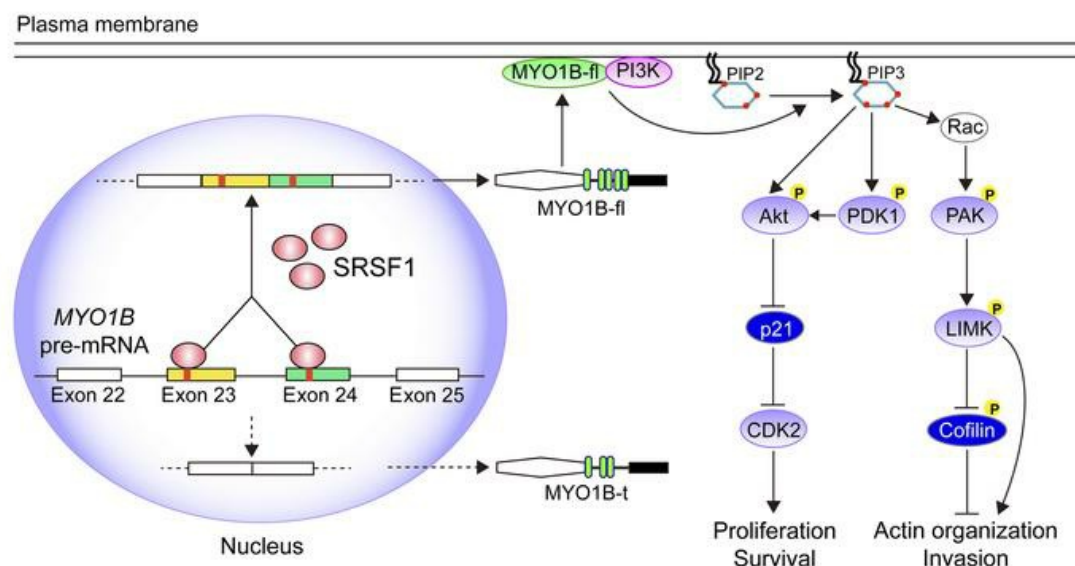 Plasma membrane
MYO1B-fl PI3K
PIP2
PIP3
Rac
MYO1B-fl
P P P
Akt PDK1 PAK
SRSF1
MYO1B
pre-mRNA
P
p21 LIMK
Exon 22 Exon 23 Exon 24 Exon 25
P
CDK2 Cofilin
MYO1B-t
Nucleus
Proliferation
Survival
Actin organization
Invasion